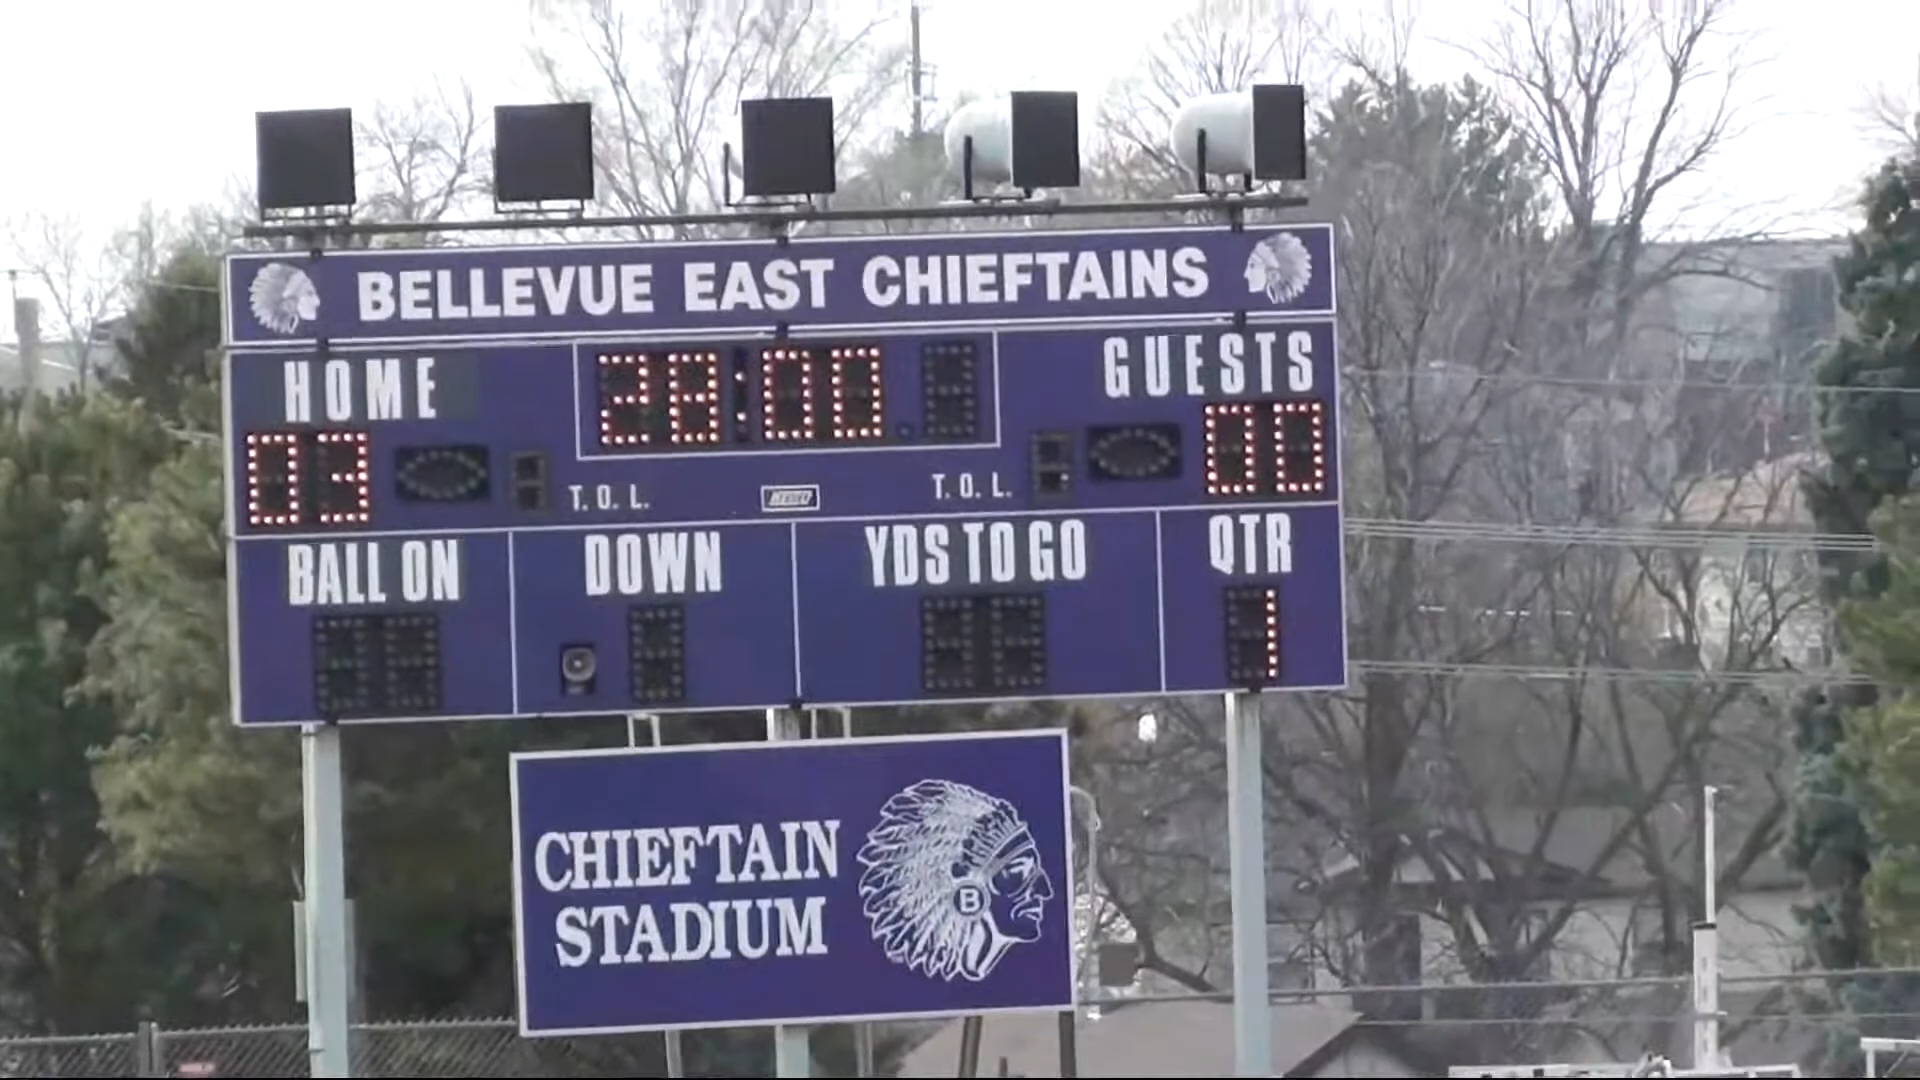 BELLEVUE EAST CHIEFTAINS
HOME 28:00 GUESTS
03 00
T. O. L. T. O. L.
BALL ON DOWN YDS TO GO QTR
1
CHIEFTAIN
STADIUM
B